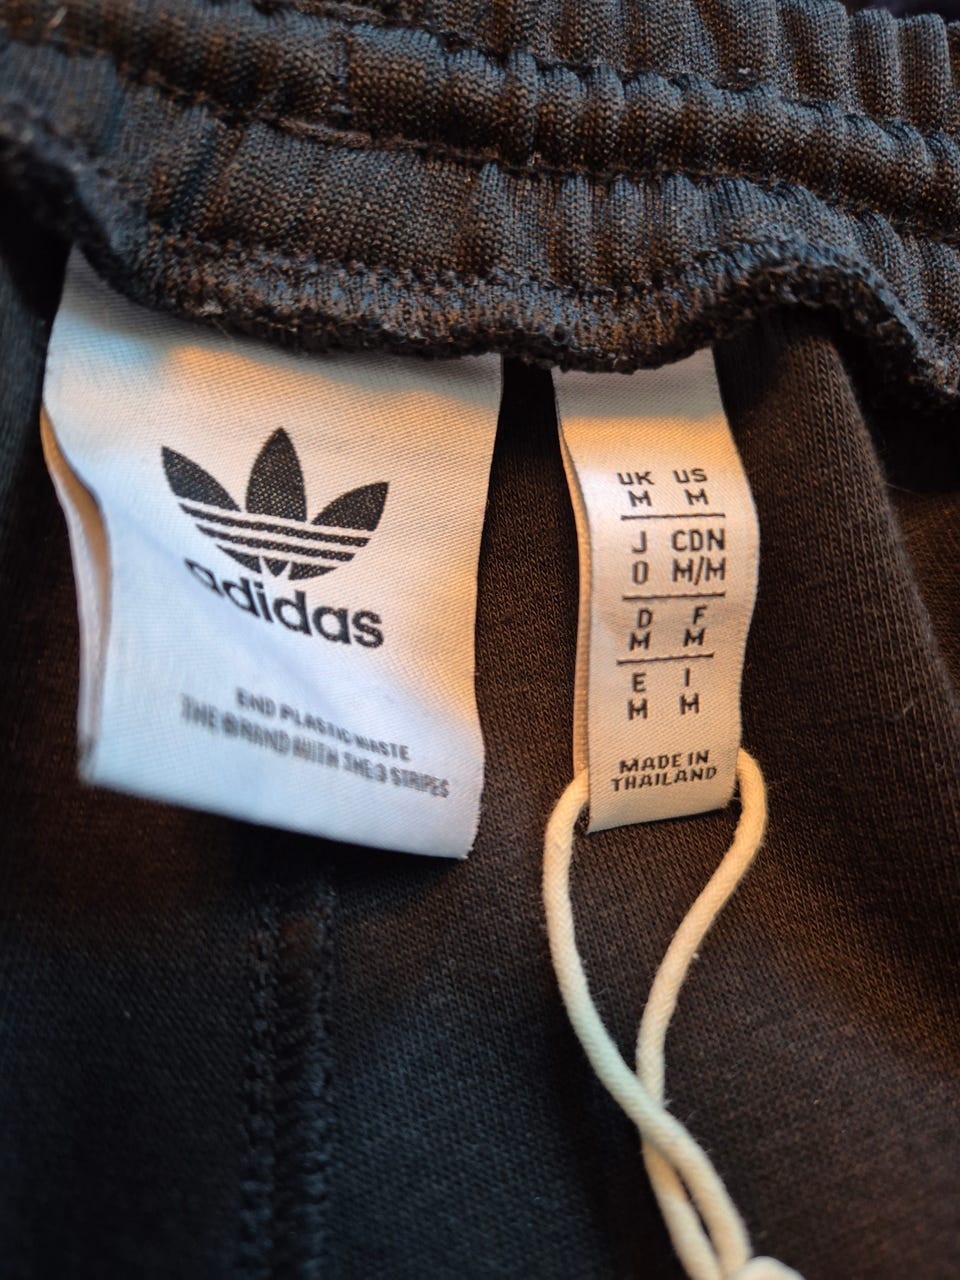 adidas
END PLASTIC WASTE
THE BRAND WITH THE 3 STRIPES
UK US
M M
J CDN
O M/M
D F
M M
E I
M M
MADE IN
THAILAND